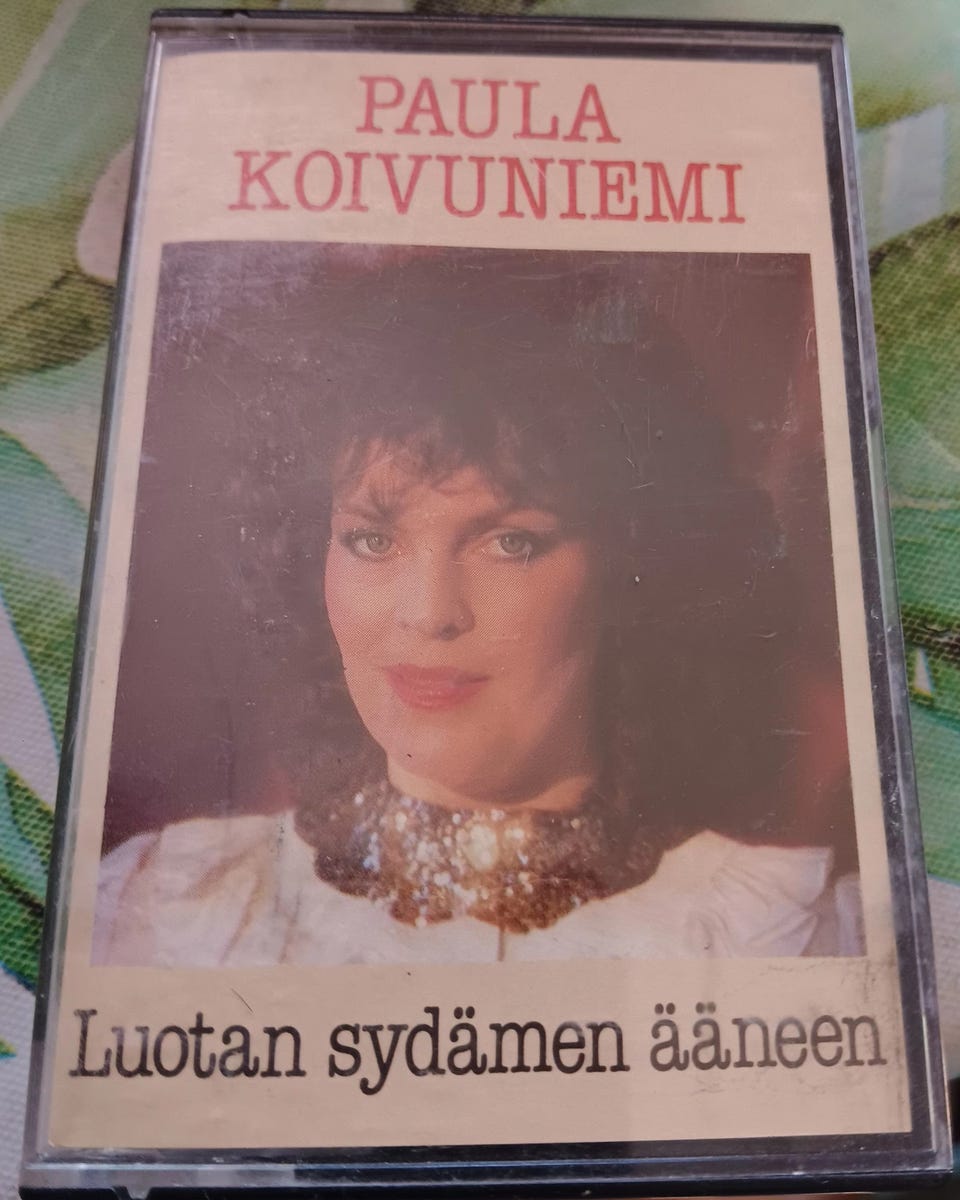 PAULA
KOIVUNIEMI
Luotan sydämen ääneen